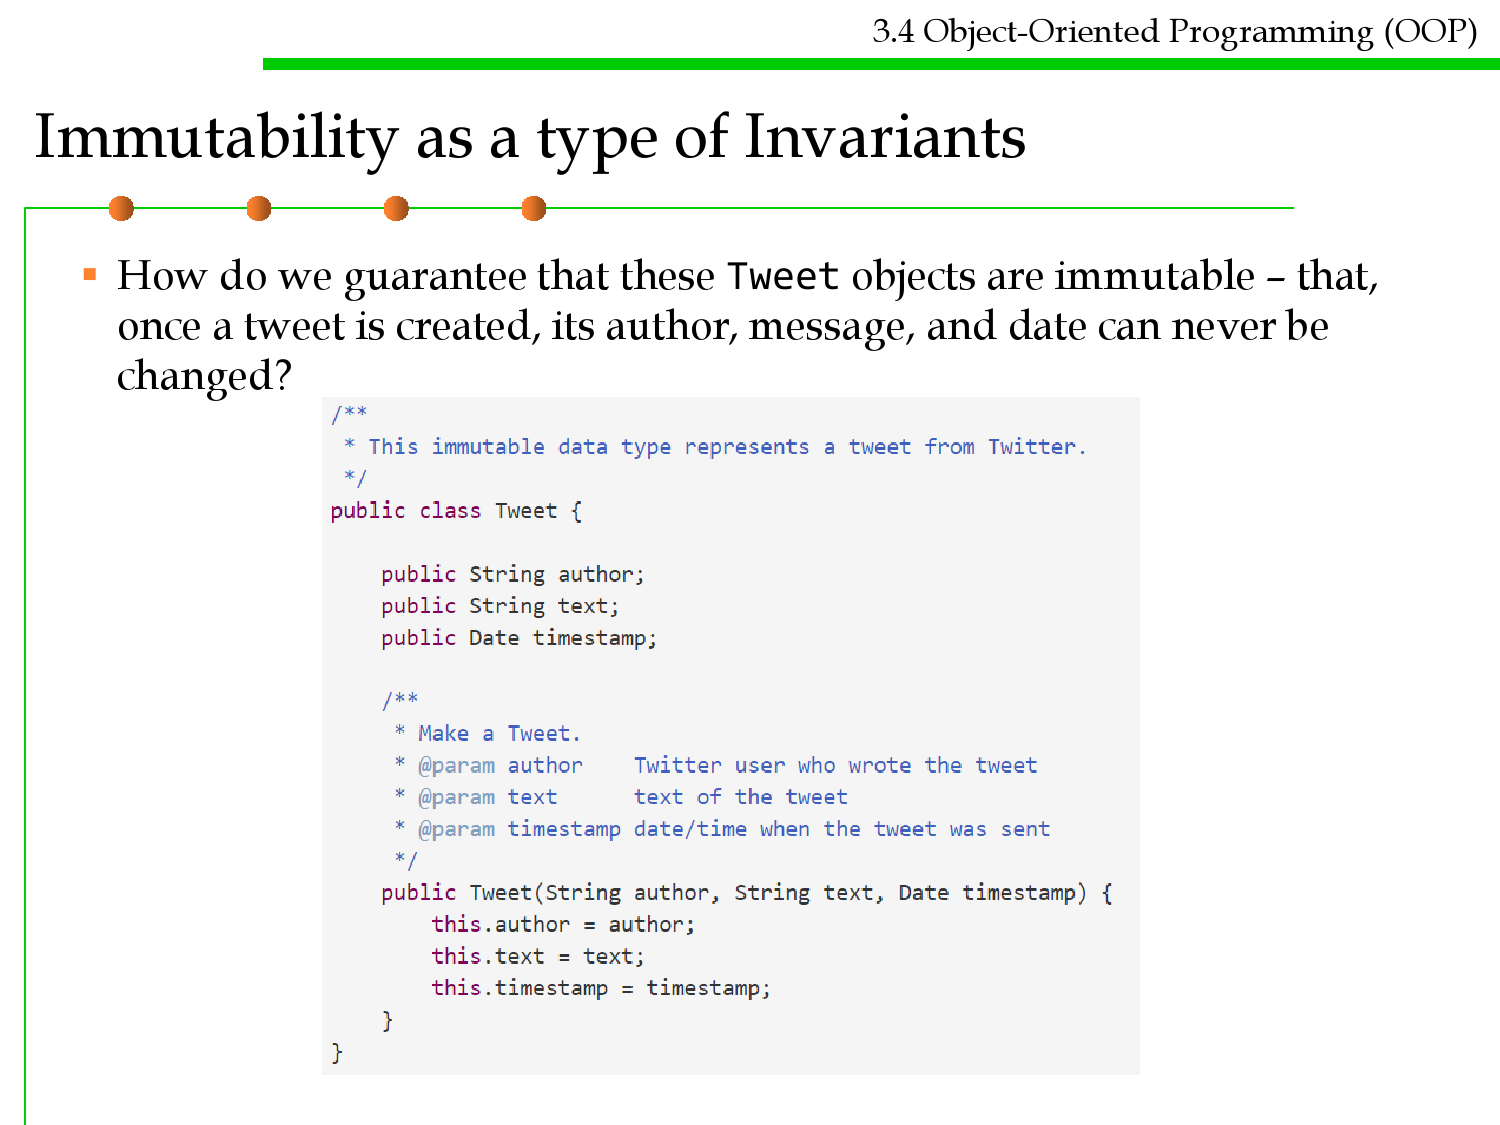 3.4 Object-Oriented Programming (OOP)
Immutability as a type of Invariants
▪ How do we guarantee that these Tweet objects are immutable – that,
once a tweet is created, its author, message, and date can never be
changed?
/**
 * This immutable data type represents a tweet from Twitter.
 */
public class Tweet {

    public String author;
    public String text;
    public Date timestamp;

    /**
     * Make a Tweet.
     * @param author    Twitter user who wrote the tweet
     * @param text      text of the tweet
     * @param timestamp date/time when the tweet was sent
     */
    public Tweet(String author, String text, Date timestamp) {
        this.author = author;
        this.text = text;
        this.timestamp = timestamp;
    }
}